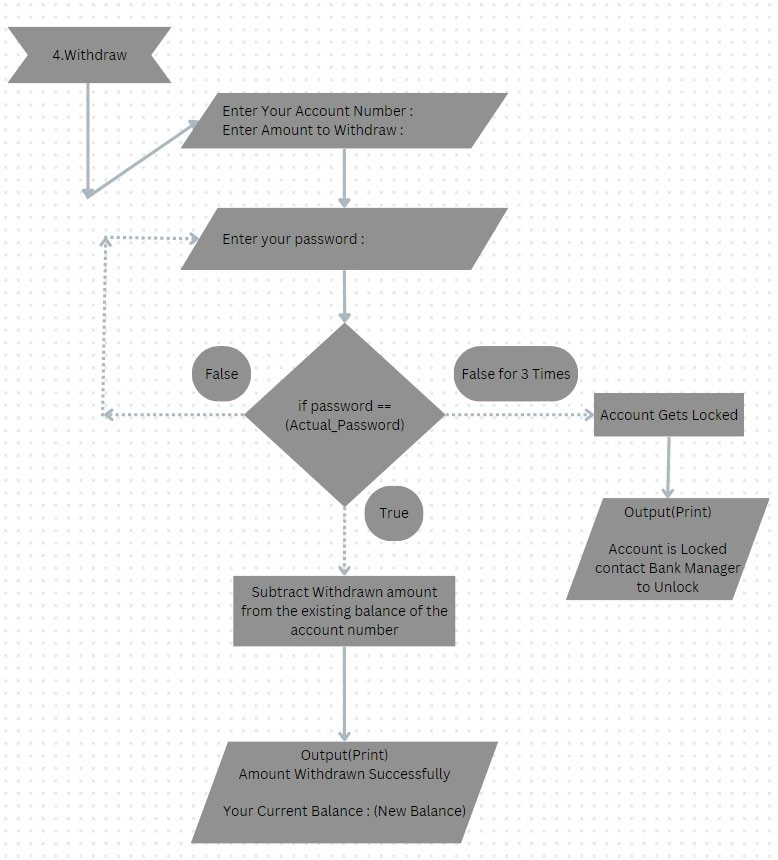 4.Withdraw
Enter Your Account Number :
Enter Amount to Withdraw :
Enter your password :
False
False for 3 Times
if password ==
(Actual_Password)
Account Gets Locked
True
Output(Print)
Account is Locked
contact Bank Manager
to Unlock
Subtract Withdrawn amount
from the existing balance of the
account number
Output(Print)
Amount Withdrawn Successfully
Your Current Balance : (New Balance)